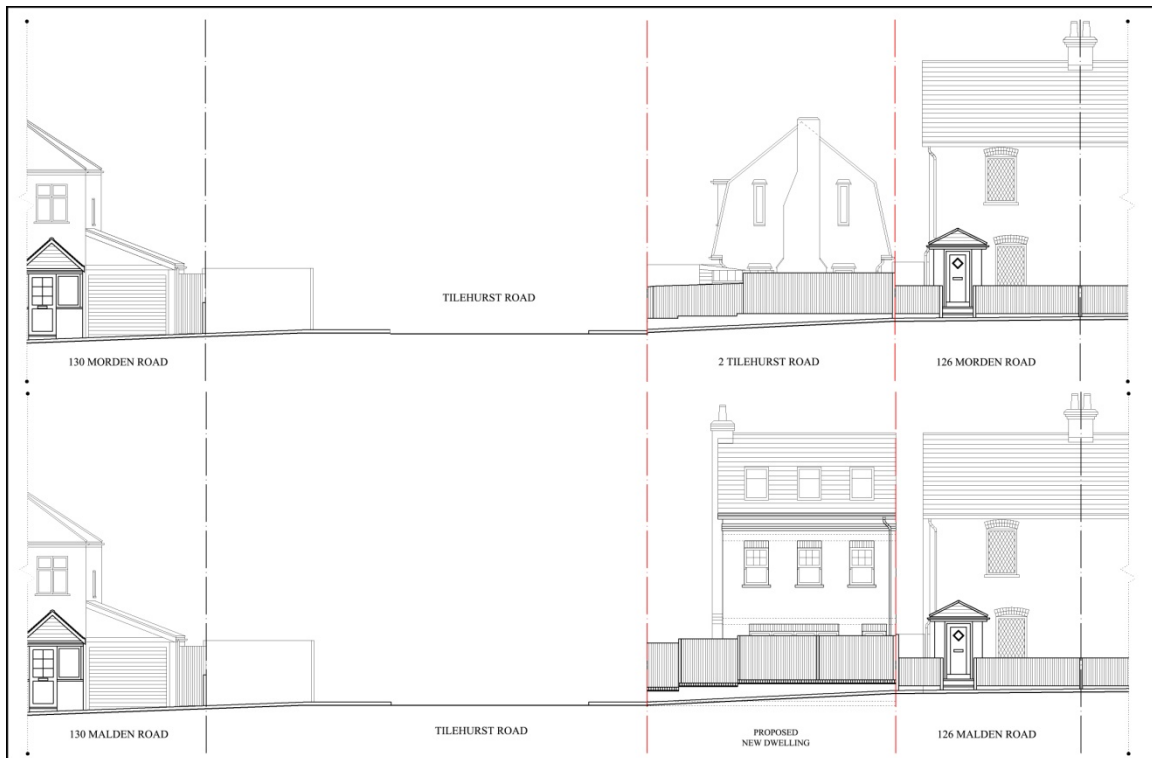 TILEHURST ROAD
130 MORDEN ROAD
2 TILEHURST ROAD
126 MORDEN ROAD
130 MALDEN ROAD
TILEHURST ROAD
PROPOSED
NEW DWELLING
126 MALDEN ROAD